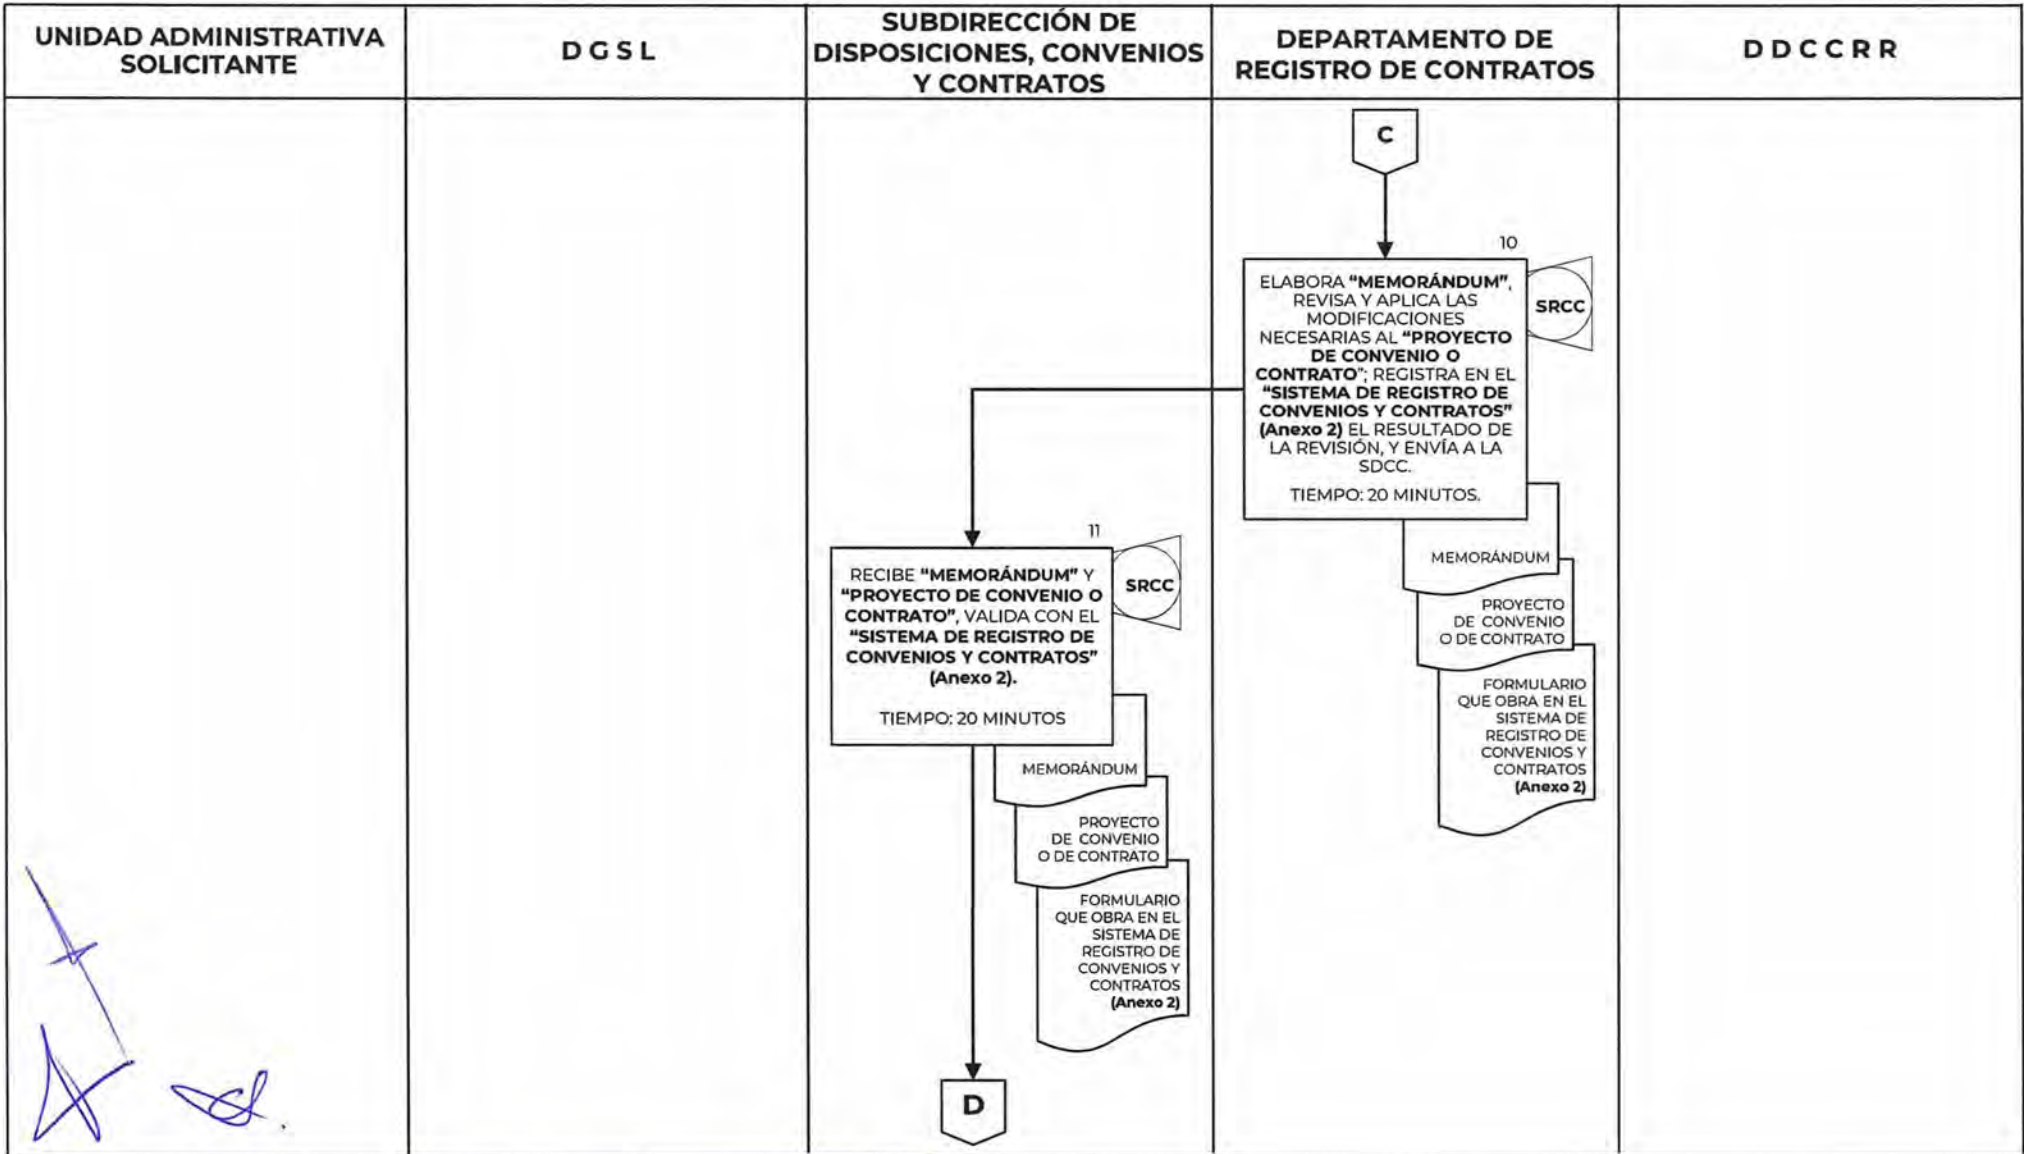 UNIDAD ADMINISTRATIVA
SOLICITANTE
D G S L
SUBDIRECCIÓN DE
DISPOSICIONES, CONVENIOS
Y CONTRATOS
DEPARTAMENTO DE
REGISTRO DE CONTRATOS
D D C C R R
C
10
ELABORA “MEMORÁNDUM”,
REVISA Y APLICA LAS
MODIFICACIONES
NECESARIAS AL “PROYECTO
DE CONVENIO O
CONTRATO”; REGISTRA EN EL
“SISTEMA DE REGISTRO DE
CONVENIOS Y CONTRATOS”
(Anexo 2) EL RESULTADO DE
LA REVISIÓN, Y ENVÍA A LA
SDCC.
TIEMPO: 20 MINUTOS.
SRCC
MEMORÁNDUM
PROYECTO
DE CONVENIO
O DE CONTRATO
FORMULARIO
QUE OBRA EN EL
SISTEMA DE
REGISTRO DE
CONVENIOS Y
CONTRATOS
(Anexo 2)
11
RECIBE “MEMORÁNDUM” Y
“PROYECTO DE CONVENIO O
CONTRATO”, VALIDA CON EL
“SISTEMA DE REGISTRO DE
CONVENIOS Y CONTRATOS”
(Anexo 2).
TIEMPO: 20 MINUTOS
SRCC
MEMORÁNDUM
PROYECTO
DE CONVENIO
O DE CONTRATO
FORMULARIO
QUE OBRA EN EL
SISTEMA DE
REGISTRO DE
CONVENIOS Y
CONTRATOS
(Anexo 2)
D